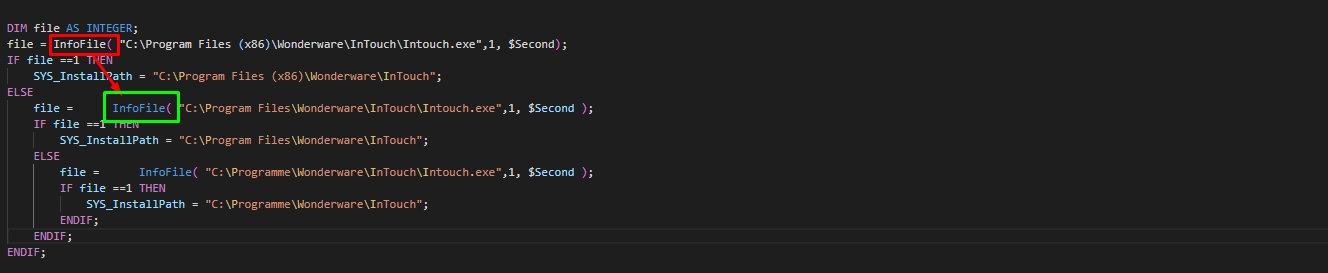 DIM file AS INTEGER;
file = InfoFile( "C:\Program Files (x86)\Wonderware\InTouch\Intouch.exe",1, $Second);
IF file ==1 THEN
    SYS_InstallPath = "C:\Program Files (x86)\Wonderware\InTouch";
ELSE
    file =      InfoFile( "C:\Program Files\Wonderware\InTouch\Intouch.exe",1, $Second );
    IF file ==1 THEN
        SYS_InstallPath = "C:\Program Files\Wonderware\InTouch";
    ELSE
        file =      InfoFile( "C:\Programme\Wonderware\InTouch\Intouch.exe",1, $Second );
        IF file ==1 THEN
            SYS_InstallPath = "C:\Programme\Wonderware\InTouch";
        ENDIF;
    ENDIF;
ENDIF;